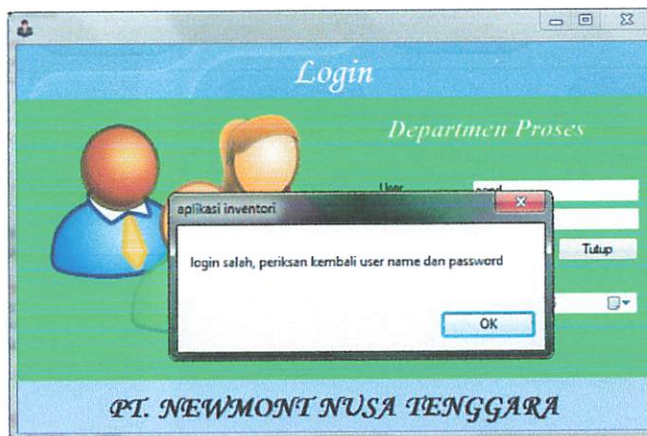 Login
Departmen Proses
User
aplikasi inventori
login salah, periksan kembali user name dan password
Tutup
OK
PT. NEWMONT NUSA TENGGARA